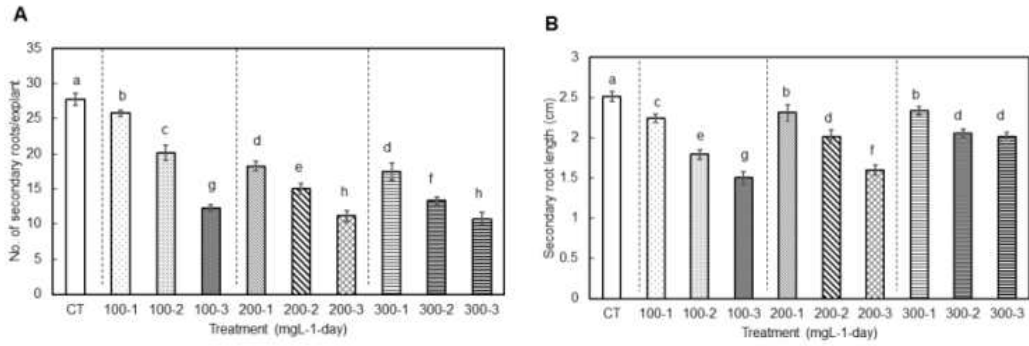 A
No. of secondary roots/explant
35
30
25
20
15
10
5
0
a
b
c
g
d
e
h
d
f
h
CT 100-1 100-2 100-3 200-1 200-2 200-3 300-1 300-2 300-3
Treatment (mgL-1-day)
B
Secondary root length (cm)
3
2.5
2
1.5
1
0.5
0
a
c
e
g
b
d
f
b
d
d
CT 100-1 100-2 100-3 200-1 200-2 200-3 300-1 300-2 300-3
Treatment (mgL-1-day)